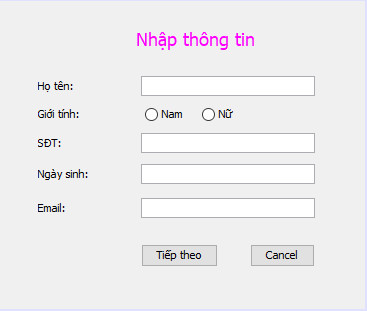 Nhập thông tin
Họ tên:
Giới tính: Nam Nữ
SĐT:
Ngày sinh:
Email:
Tiếp theo Cancel